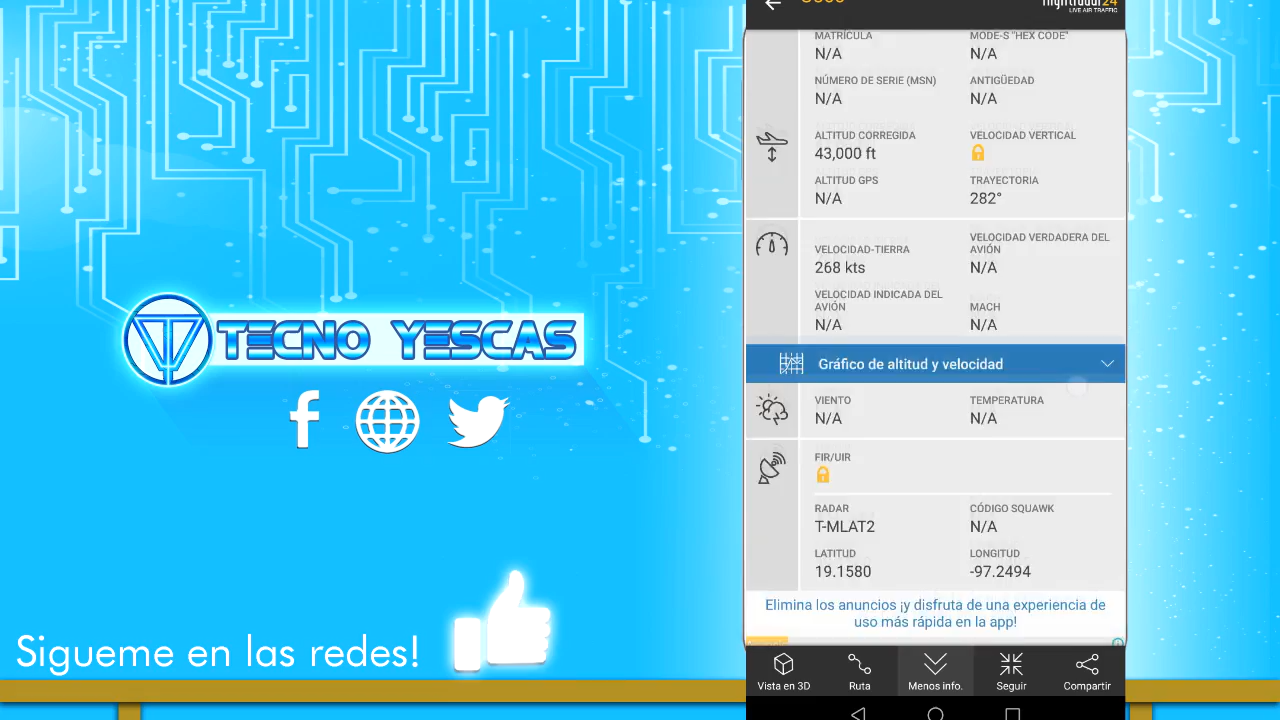 TECNO YESCAS
Sigueme en las redes!
24
LIVE AIR TRAFFIC
MATRÍCULA
N/A
MODE-S "HEX CODE"
N/A
NÚMERO DE SERIE (MSN)
N/A
ANTIGÜEDAD
N/A
ALTITUD CORREGIDA
43,000 ft
VELOCIDAD VERTICAL
ALTITUD GPS
N/A
TRAYECTORIA
282°
VELOCIDAD-TIERRA
268 kts
VELOCIDAD VERDADERA DEL
AVIÓN
N/A
VELOCIDAD INDICADA DEL
AVIÓN
N/A
MACH
N/A
Gráfico de altitud y velocidad
VIENTO
N/A
TEMPERATURA
N/A
FIR/UIR
RADAR
T-MLAT2
CÓDIGO SQUAWK
N/A
LATITUD
19.1580
LONGITUD
-97.2494
Elimina los anuncios ¡y disfruta de una experiencia de
uso más rápida en la app!
Vista en 3D
Ruta
Menos info.
Seguir
Compartir